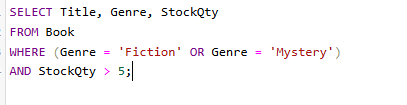 SELECT Title, Genre, StockQty
FROM Book
WHERE (Genre = 'Fiction' OR Genre = 'Mystery')
AND StockQty > 5;